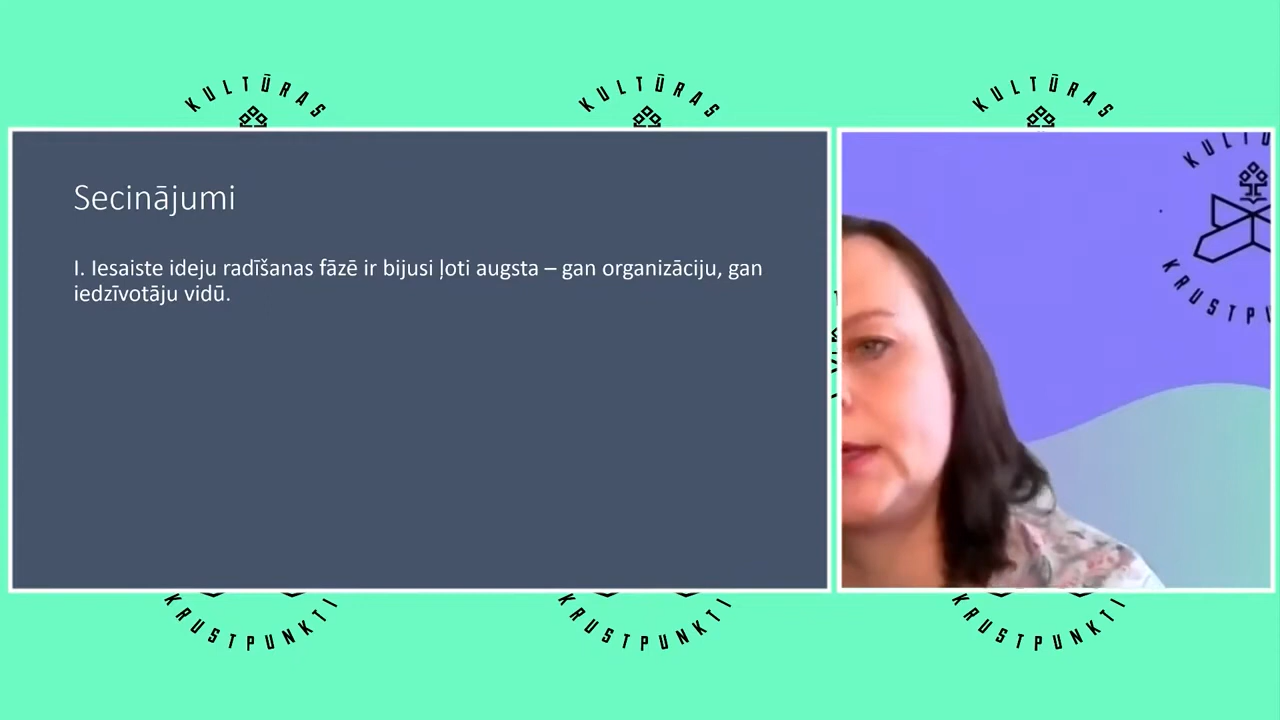 KULTŪRAS
KULTŪRAS
KULTŪRAS
Secinājumi
I. Iesaiste ideju radīšanas fāzē ir bijusi ļoti augsta – gan organizāciju, gan
iedzīvotāju vidū.
KRUSTPUNKTI
KRUSTPUNKTI
KRUSTPUNKTI